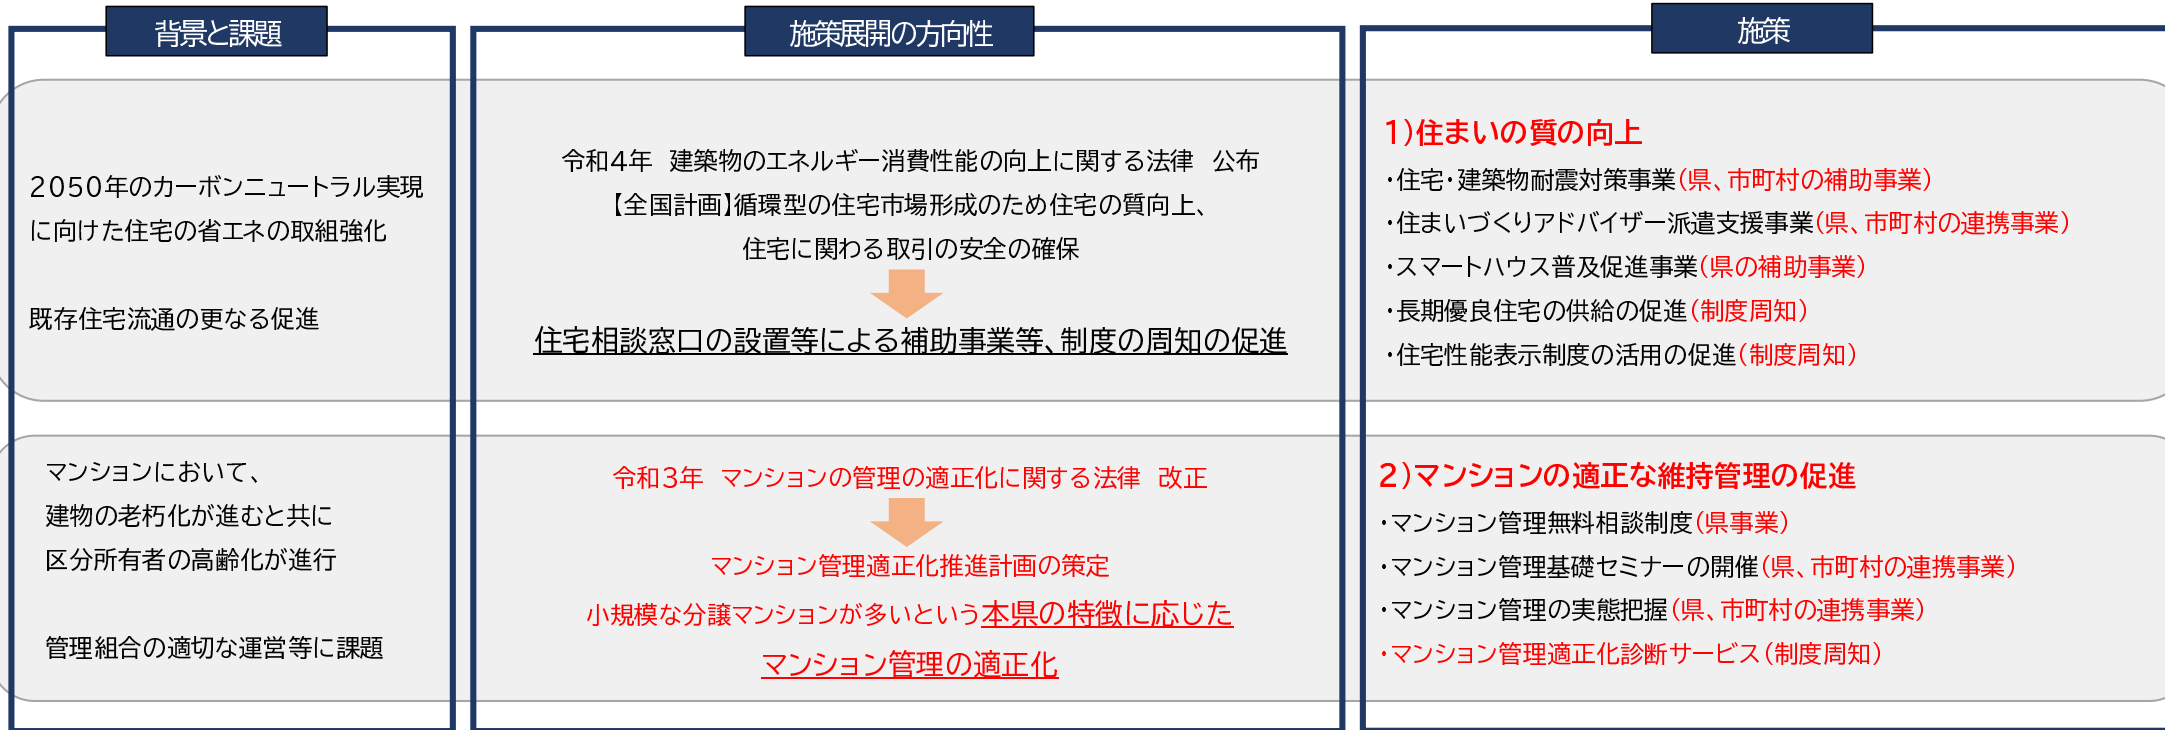 背景と課題
2050年のカーボンニュートラル実現
に向けた住宅の省エネの取組強化
既存住宅流通の更なる促進
マンションにおいて、
建物の老朽化が進むと共に
区分所有者の高齢化が進行
管理組合の適切な運営等に課題
施策展開の方向性
令和4年　建築物のエネルギー消費性能の向上に関する法律　公布
【全国計画】循環型の住宅市場形成のため住宅の質向上、
住宅に関わる取引の安全の確保
住宅相談窓口の設置等による補助事業等、制度の周知の促進
令和3年　マンションの管理の適正化に関する法律　改正
マンション管理適正化推進計画の策定
小規模な分譲マンションが多いという本県の特徴に応じた
マンション管理の適正化
施策
1）住まいの質の向上
・住宅・建築物耐震対策事業（県、市町村の補助事業）
・住まいづくりアドバイザー派遣支援事業（県、市町村の連携事業）
・スマートハウス普及促進事業（県の補助事業）
・長期優良住宅の供給の促進（制度周知）
・住宅性能表示制度の活用の促進（制度周知）
2）マンションの適正な維持管理の促進
・マンション管理無料相談制度（県事業）
・マンション管理基礎セミナーの開催（県、市町村の連携事業）
・マンション管理の実態把握（県、市町村の連携事業）
・マンション管理適正化診断サービス（制度周知）